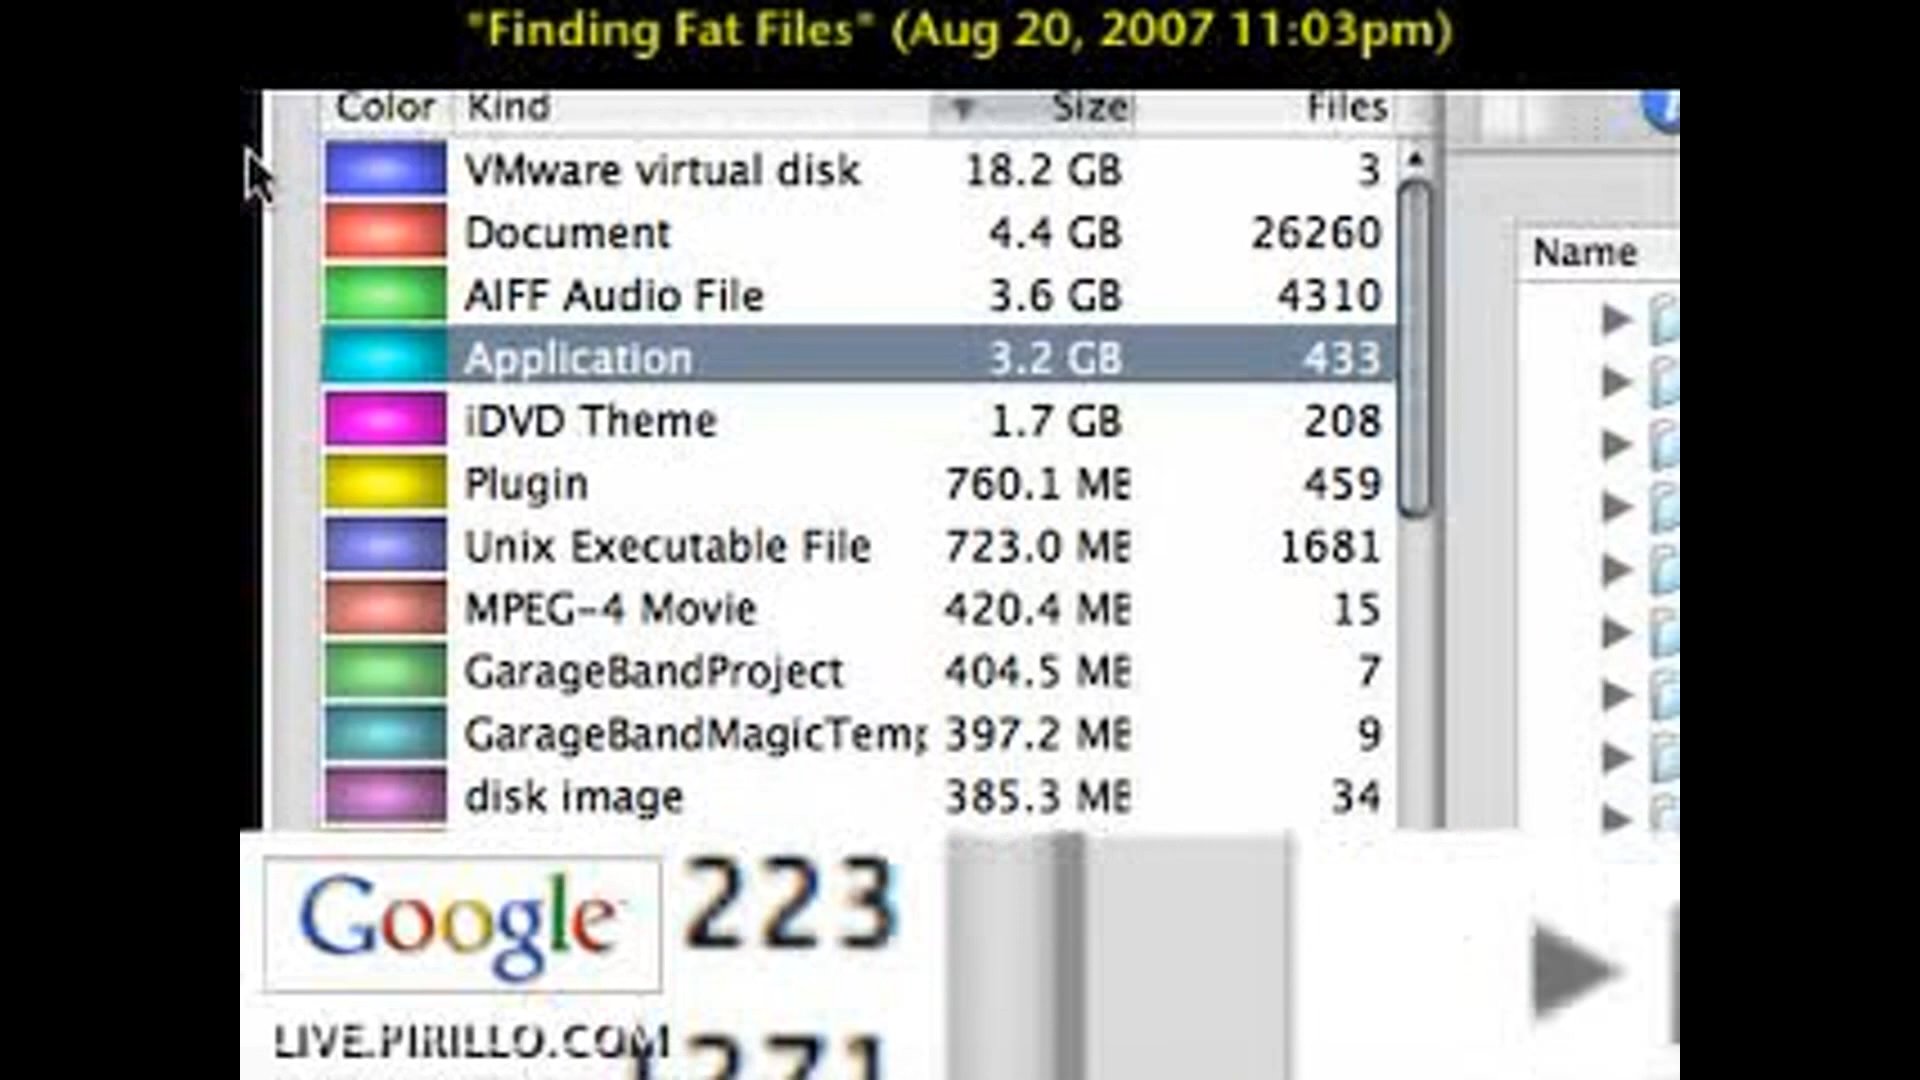 "Finding Fat Files" (Aug 20, 2007 11:03pm)
Color Kind Size Files
VMware virtual disk 18.2 GB 3
Document 4.4 GB 26260
AIFF Audio File 3.6 GB 4310
Application 3.2 GB 433
iDVD Theme 1.7 GB 208
Plugin 760.1 MB 459
Unix Executable File 723.0 MB 1681
MPEG-4 Movie 420.4 MB 15
GarageBandProject 404.5 MB 7
GarageBandMagicTemp 397.2 MB 9
disk image 385.3 MB 34
Name
Google 223
LIVE.PIRILLO.COM 1271